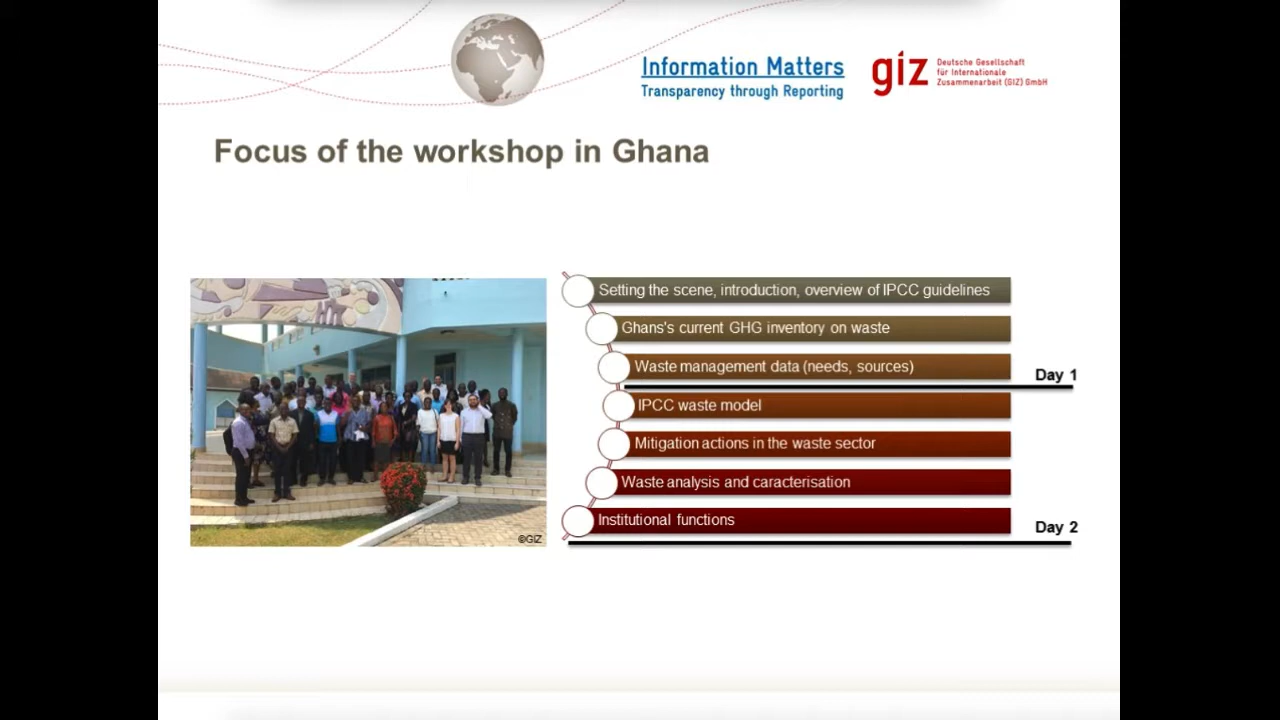 Information Matters
Transparency through Reporting
giz
Deutsche Gesellschaft
für Internationale
Zusammenarbeit (GIZ) GmbH
Focus of the workshop in Ghana
Setting the scene, introduction, overview of IPCC guidelines
Ghans's current GHG inventory on waste
Waste management data (needs, sources)
Day 1
IPCC waste model
Mitigation actions in the waste sector
Waste analysis and caracterisation
Institutional functions
Day 2
©GIZ